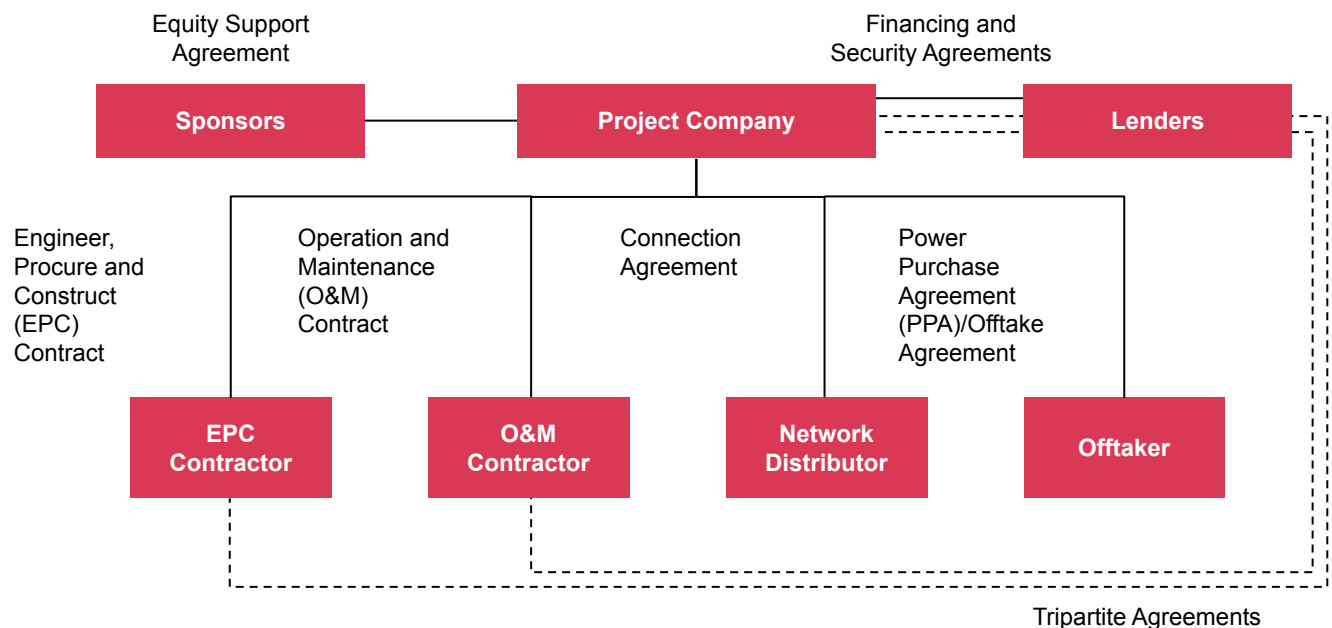 Equity Support
Agreement
Financing and
Security Agreements
Sponsors
Project Company
Lenders
Engineer,
Procure and
Construct
(EPC)
Contract
Operation and
Maintenance
(O&M)
Contract
Connection
Agreement
Power
Purchase
Agreement
(PPA)/Offtake
Agreement
EPC
Contractor
O&M
Contractor
Network
Distributor
Offtaker
Tripartite Agreements